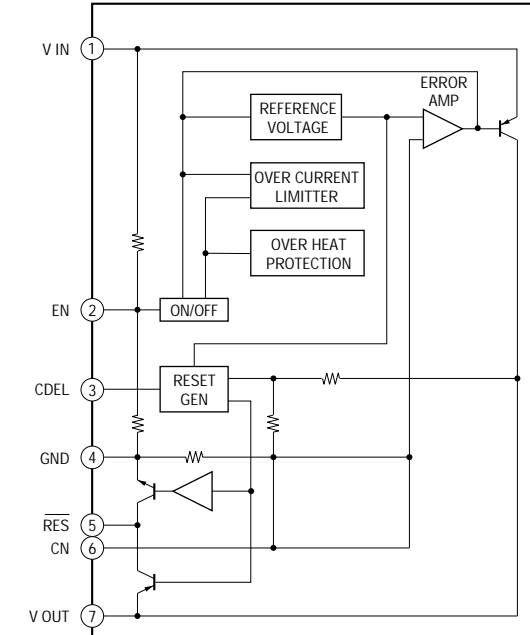 V IN 1
ERROR
AMP
REFERENCE
VOLTAGE
OVER CURRENT
LIMITTER
OVER HEAT
PROTECTION
EN 2
ON/OFF
CDEL 3
RESET
GEN
GND 4
RES 5
CN 6
V OUT 7